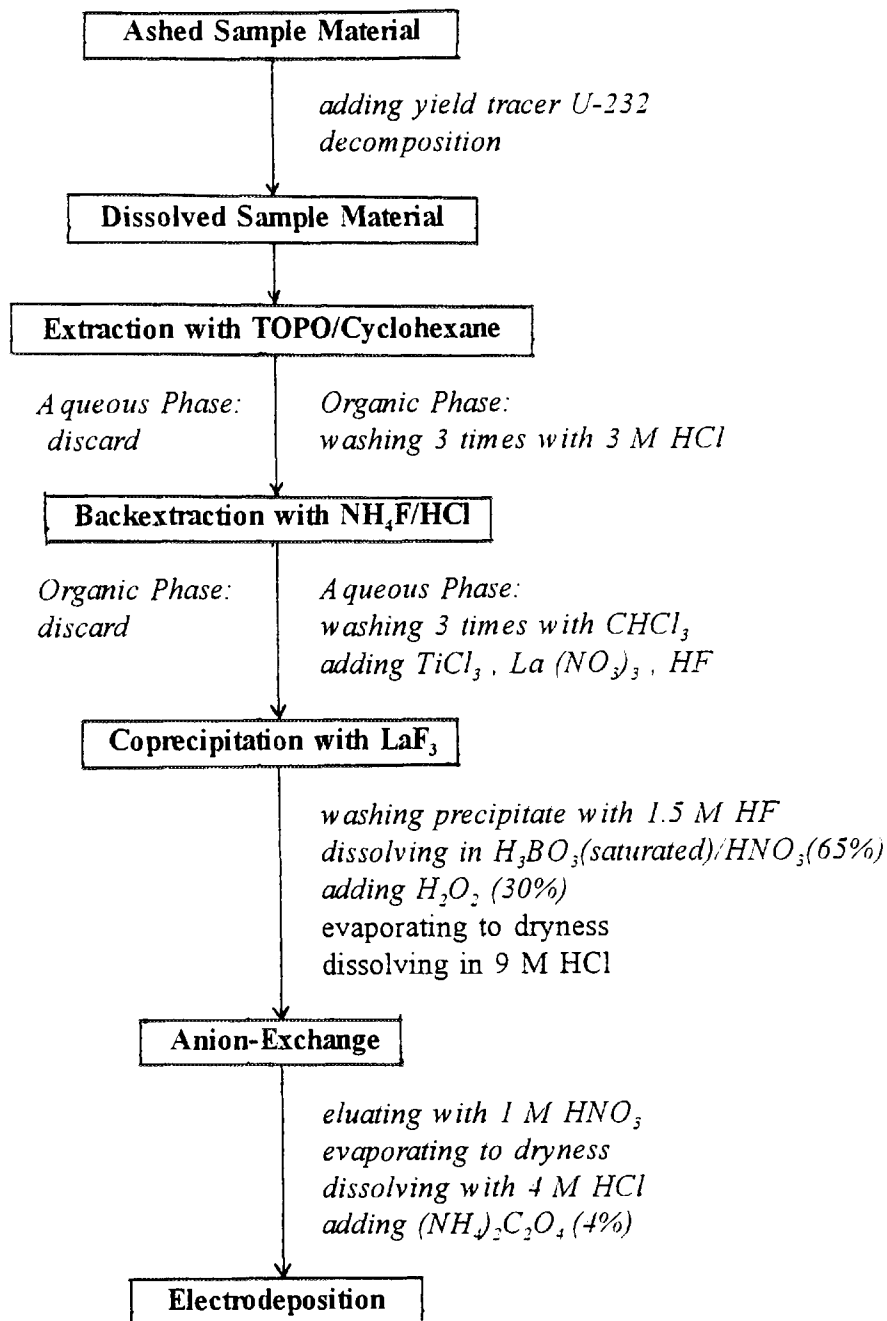 Ashed Sample Material
adding yield tracer U-232
decomposition
Dissolved Sample Material
Extraction with TOPO/Cyclohexane
Aqueous Phase:
discard
Organic Phase:
washing 3 times with 3 M HCl
Backextraction with NH₄F/HCl
Organic Phase:
discard
Aqueous Phase:
washing 3 times with CHCl₃
adding TiCl₃ , La (NO₃)₃ , HF
Coprecipitation with LaF₃
washing precipitate with 1.5 M HF
dissolving in H₃BO₃(saturated)/HNO₃(65%)
adding H₂O₂ (30%)
evaporating to dryness
dissolving in 9 M HCl
Anion-Exchange
eluating with 1 M HNO₃
evaporating to dryness
dissolving with 4 M HCl
adding (NH₄)₂C₂O₄ (4%)
Electrodeposition